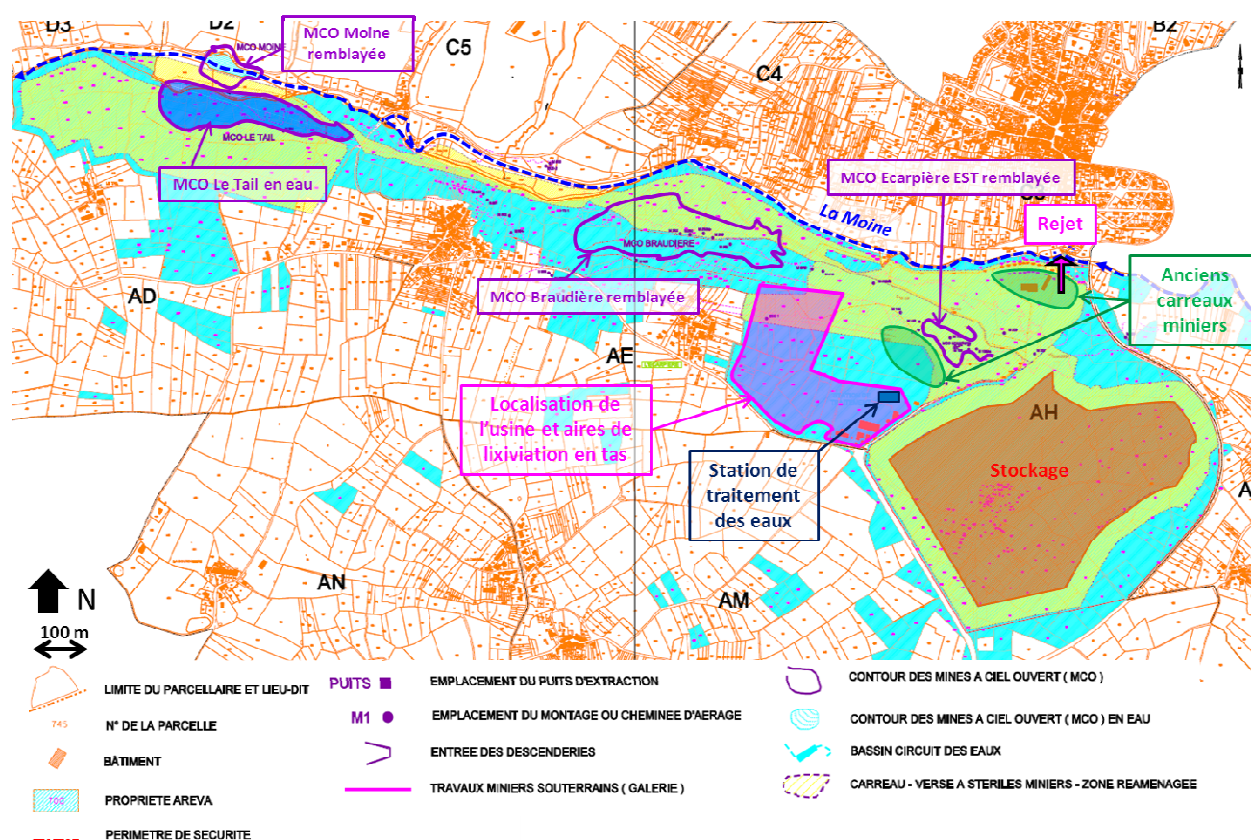 D3
D2
B2
C5
C4
MCO MOINE
MCO Moine
remblayée
MCO-LE TAIL
MCO Le Tail en eau
MCO Ecarpière EST remblayée
La Moine
Rejet
MCO BRAUDIERE
MCO Braudière remblayée
Anciens
carreaux
miniers
AD
AE
Localisation de
l'usine et aires de
lixiviation en tas
Station de
traitement
des eaux
AH
Stockage
AN
AM
N
100 m
LIMITE DU PARCELLAIRE ET LIEU-DIT
745
N° DE LA PARCELLE
BÂTIMENT
PROPRIETE AREVA
PERIMETRE DE SECURITE
PUITS
EMPLACEMENT DU PUITS D'EXTRACTION
M1
EMPLACEMENT DU MONTAGE OU CHEMINEE D'AERAGE
ENTREE DES DESCENDERIES
TRAVAUX MINIERS SOUTERRAINS ( GALERIE )
CONTOUR DES MINES A CIEL OUVERT ( MCO )
CONTOUR DES MINES A CIEL OUVERT ( MCO ) EN EAU
BASSIN CIRCUIT DES EAUX
CARREAU - VERSE A STERILES MINIERS - ZONE REAMENAGEE